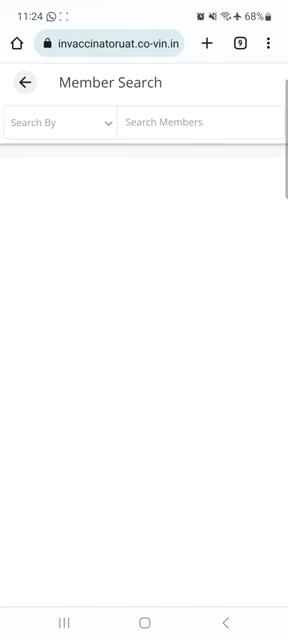 11:24
68%
invaccinatoruat.co-vin.in
9
Member Search
Search By
Search Members